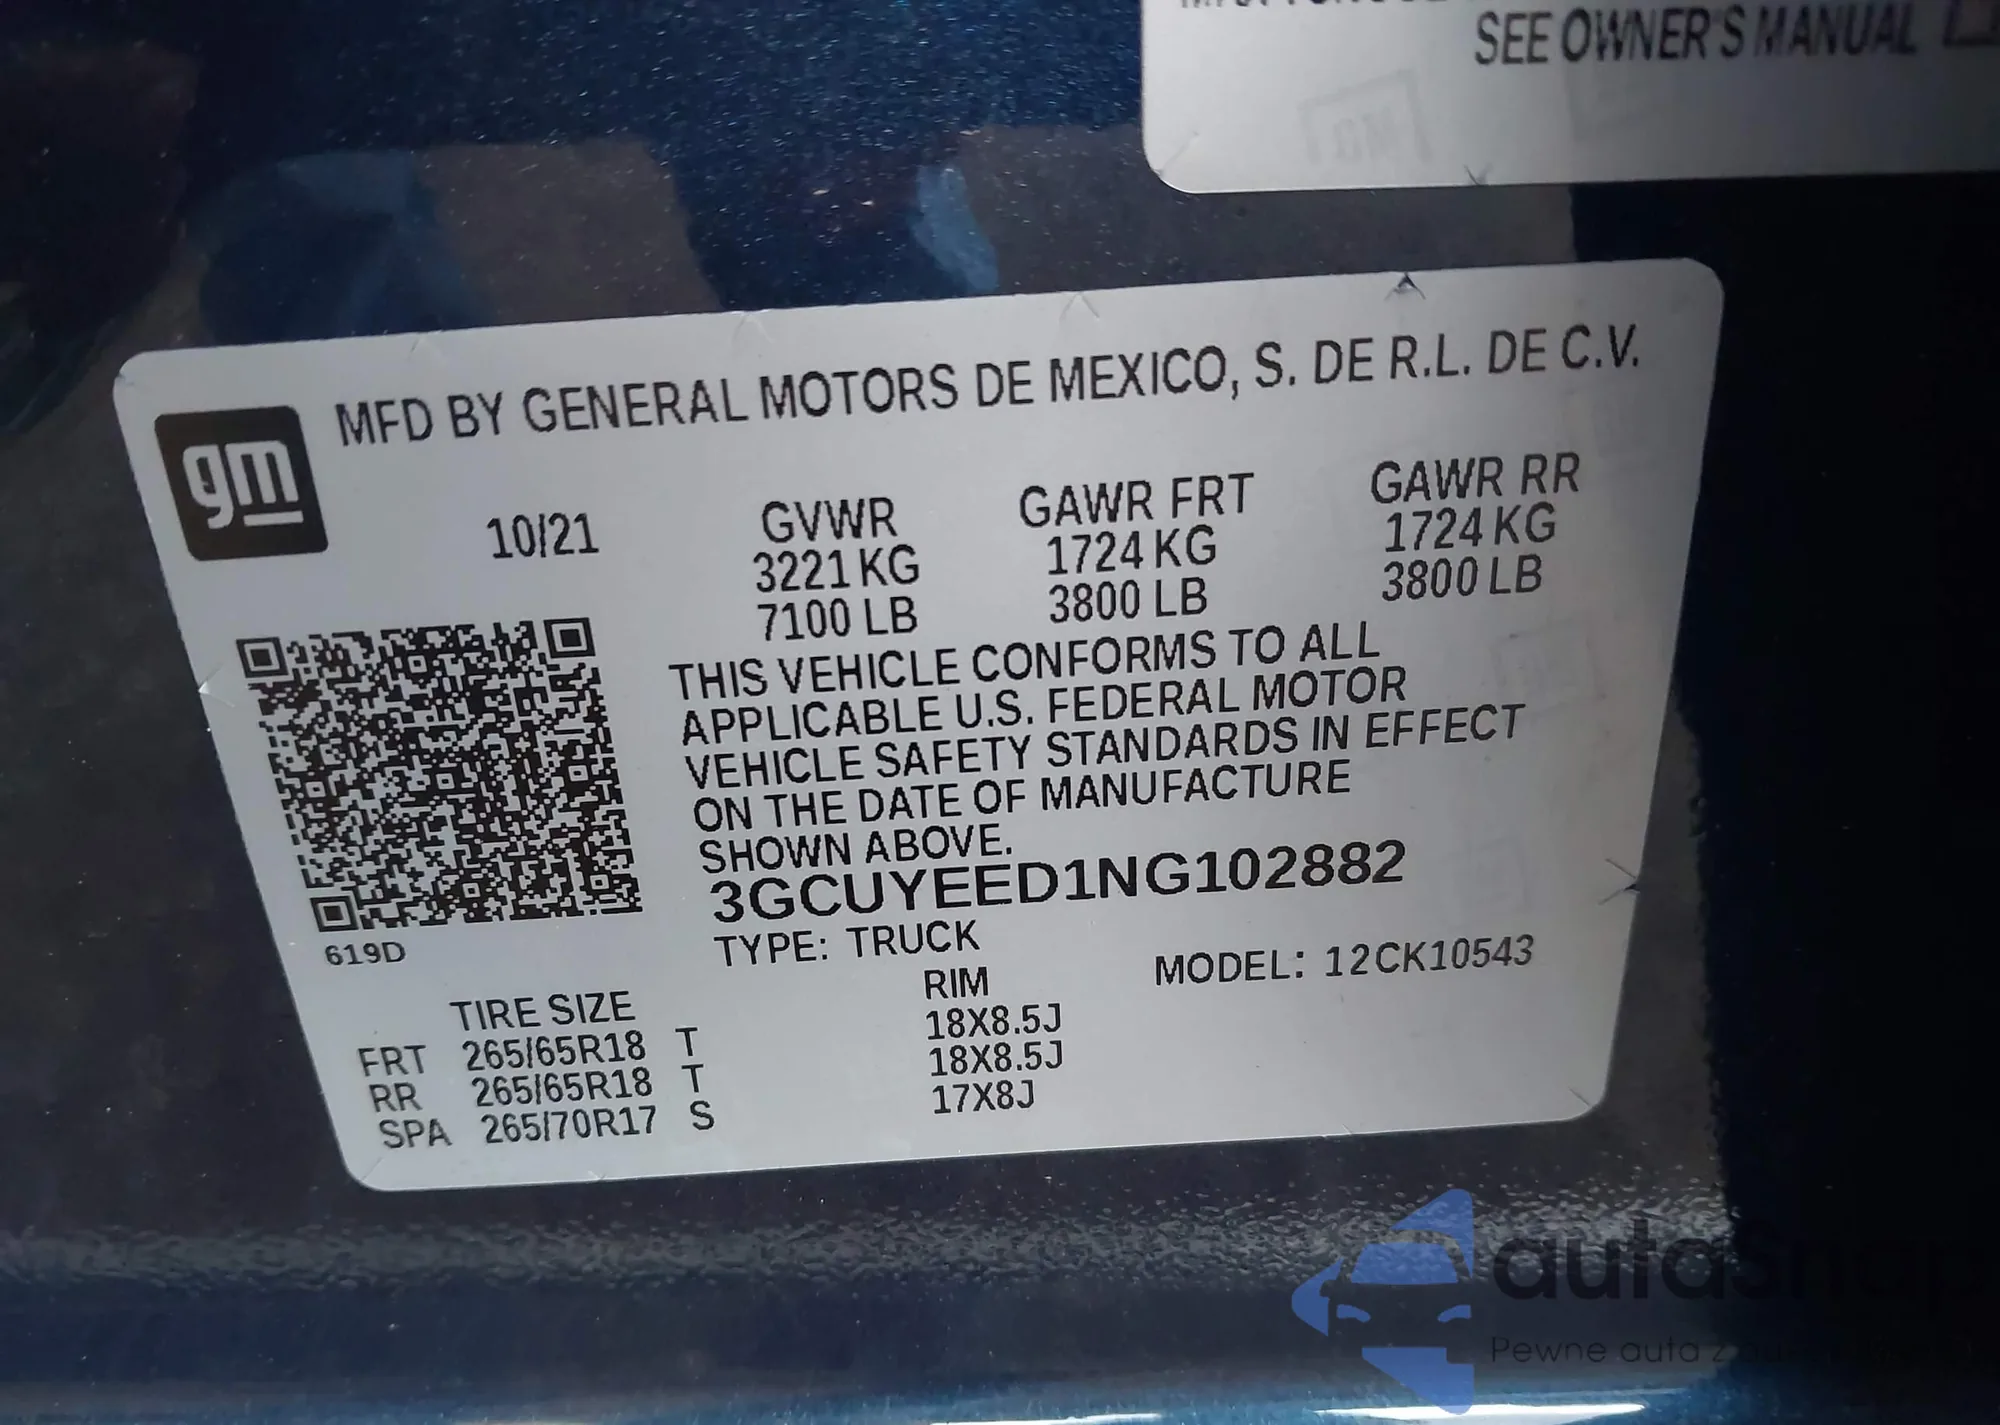 SEE OWNER'S MANUAL
gm
MFD BY GENERAL MOTORS DE MEXICO, S. DE R.L. DE C.V.
10/21 GVWR GAWR FRT GAWR RR
3221 KG 1724 KG 1724 KG
7100 LB 3800 LB 3800 LB
THIS VEHICLE CONFORMS TO ALL
APPLICABLE U.S. FEDERAL MOTOR
VEHICLE SAFETY STANDARDS IN EFFECT
ON THE DATE OF MANUFACTURE
SHOWN ABOVE.
3GCUYEED1NG102882
619D
TYPE: TRUCK MODEL: 12CK10543
TIRE SIZE RIM
FRT 265/65R18 T 18X8.5J
RR 265/65R18 T 18X8.5J
SPA 265/70R17 S 17X8J
autasnap
Pewne auta z